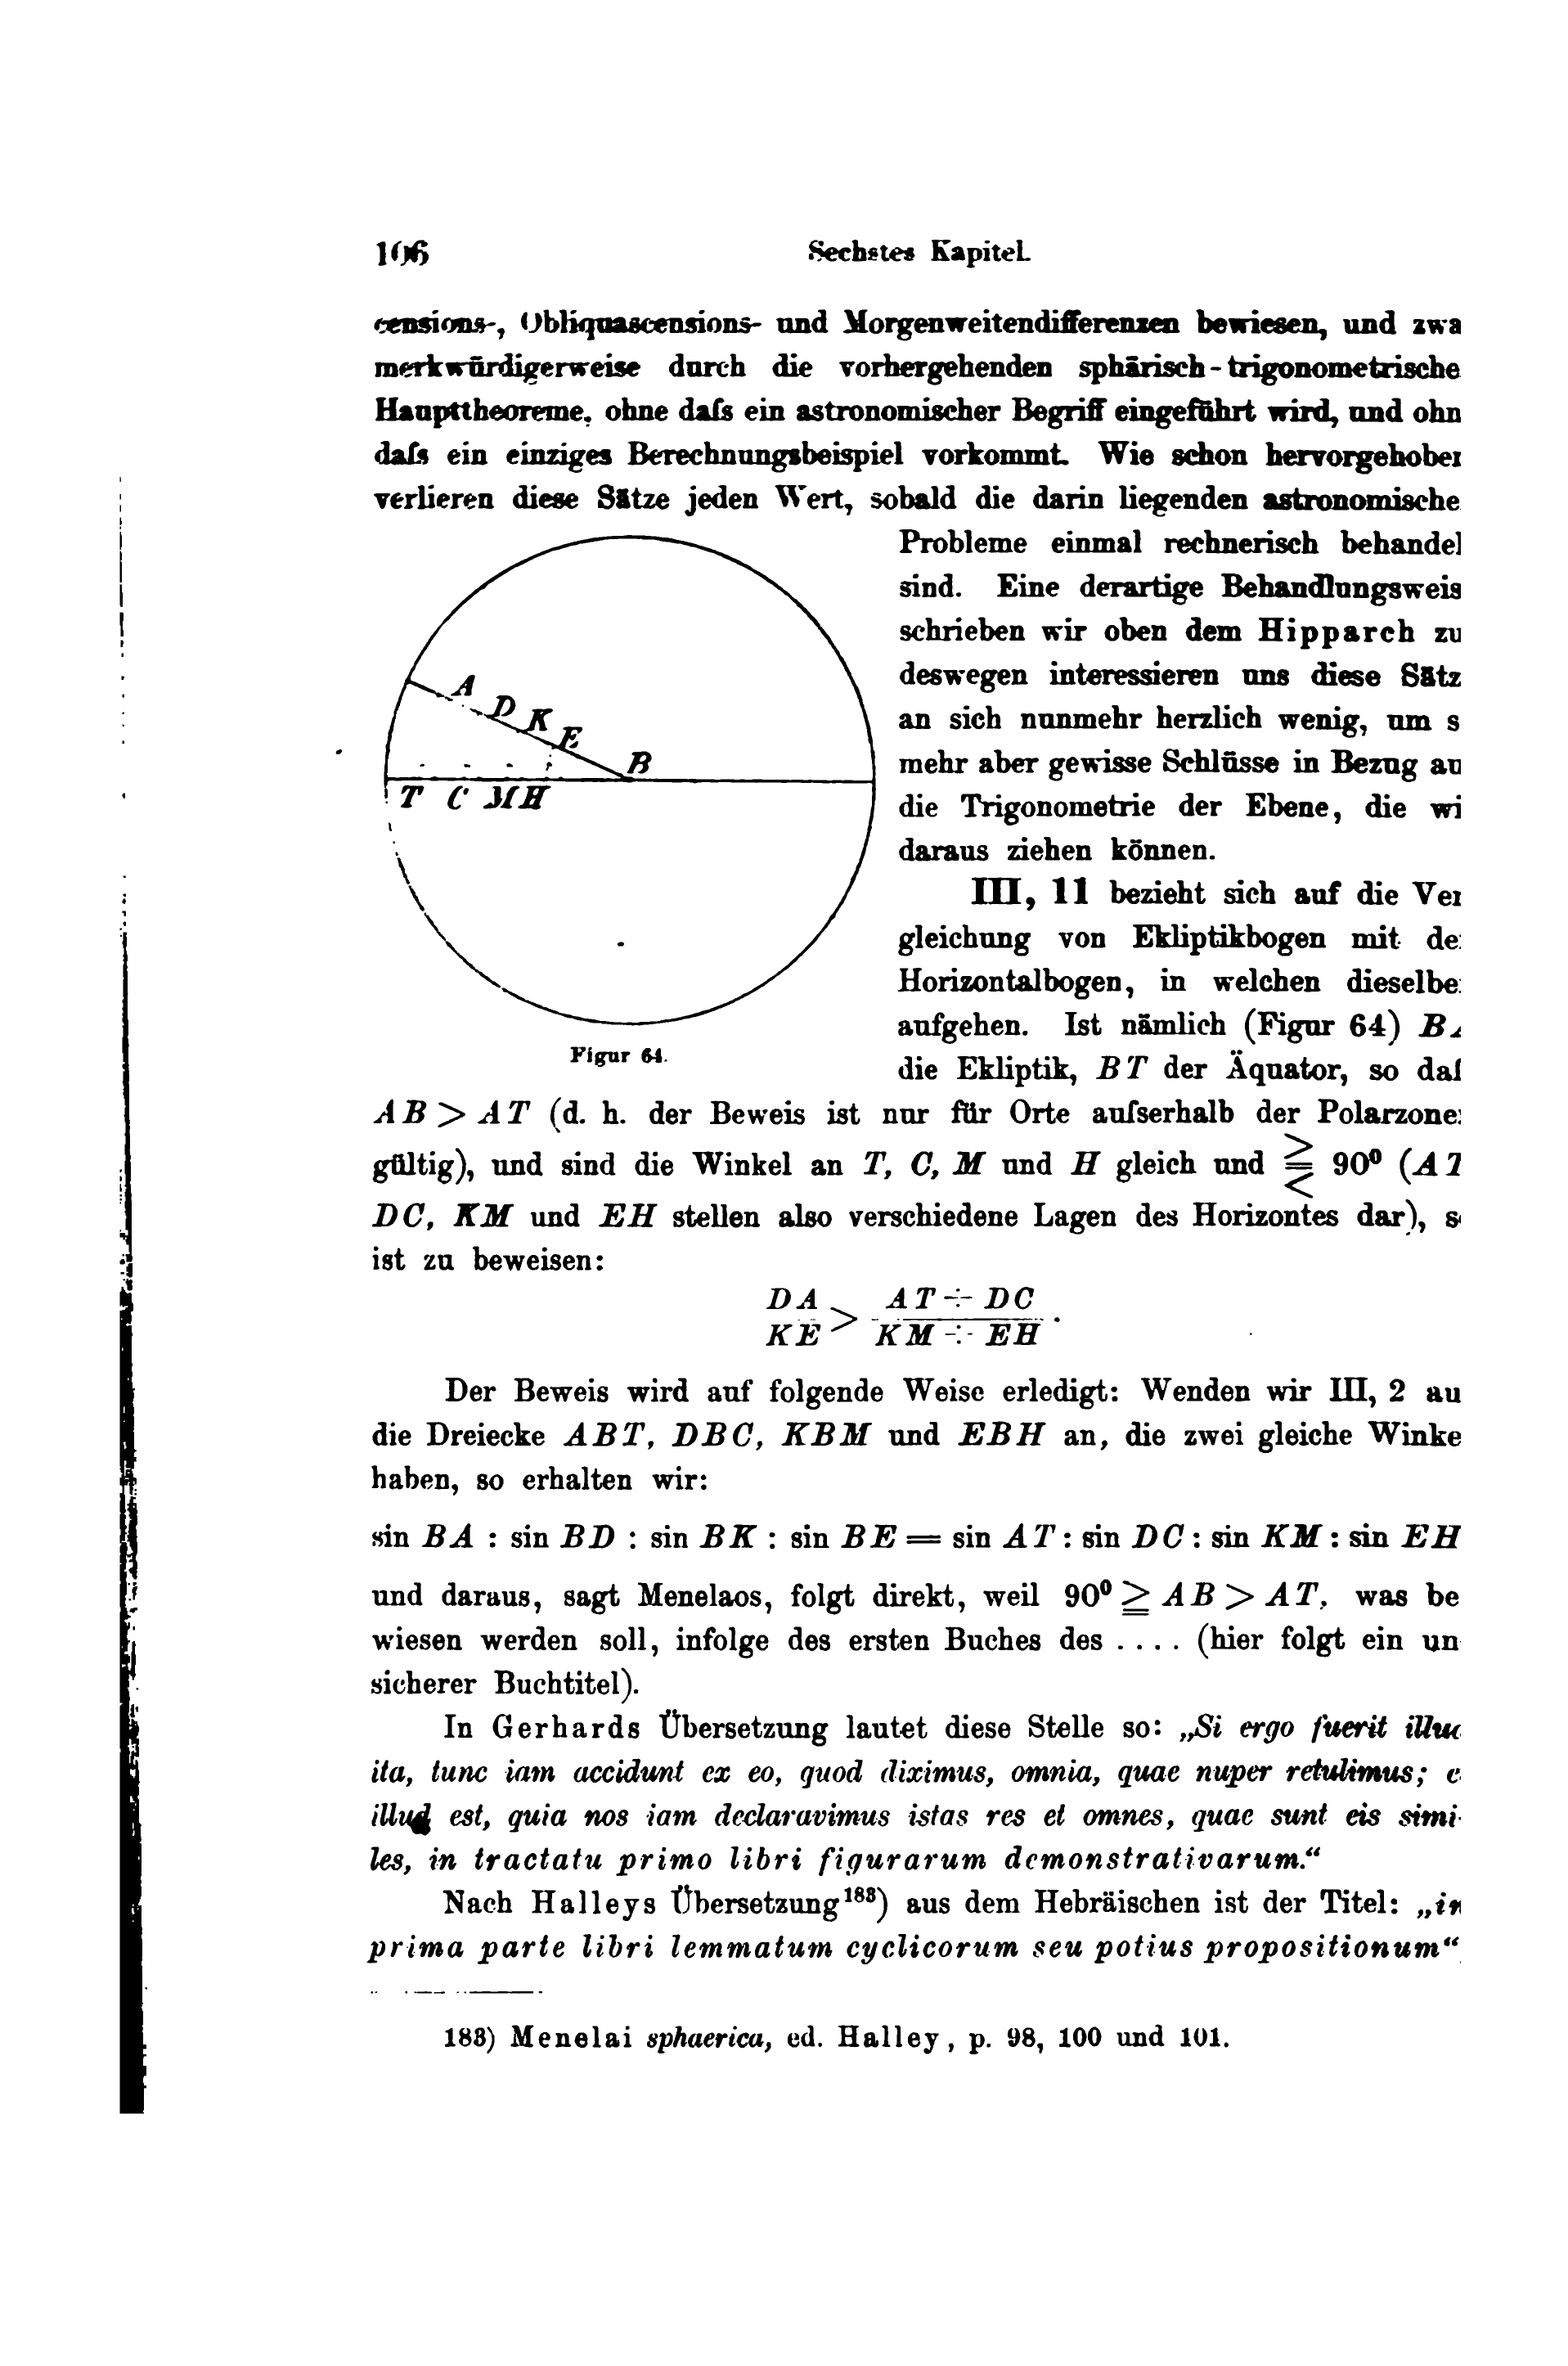 106 Sechstes Kapitel.
censions-, Obliquascensions- und Morgenweitendifferenzen bewiesen, und zwa
merkwürdigerweise durch die vorhergehenden sphärisch-trigonometrische
Haupttheoreme, ohne daſs ein astronomischer Begriff eingeführt wird, und ohn
daſs ein einziges Berechnungsbeispiel vorkommt. Wie schon hervorgehoben
verlieren diese Sätze jeden Wert, sobald die darin liegenden astronomische
Probleme einmal rechnerisch behandel
sind. Eine derartige Behandlungsweis
schrieben wir oben dem Hipparch zu
deswegen interessieren uns diese Sätz
an sich nunmehr herzlich wenig, um s
mehr aber gewisse Schlüsse in Bezug au
die Trigonometrie der Ebene, die wi
daraus ziehen können.
A
D
K
E
B
T C M H
Figur 64.
III, 11 bezieht sich auf die Ver
gleichung von Ekliptikbogen mit de
Horizontalbogen, in welchen dieselbe
aufgehen. Ist nämlich (Figur 64) BA
die Ekliptik, BT der Äquator, so daſ
AB > AT (d. h. der Beweis ist nur für Orte auſserhalb der Polarzone
gültig), und sind die Winkel an T, C, M und H gleich und ⪌ 90⁰ (AT
DC, KM und EH stellen also verschiedene Lagen des Horizontes dar), s
ist zu beweisen:
DA / KE > AT ÷ DC / KM ÷ EH .
Der Beweis wird auf folgende Weise erledigt: Wenden wir III, 2 au
die Dreiecke ABT, DBC, KBM und EBH an, die zwei gleiche Winke
haben, so erhalten wir:
sin BA : sin BD : sin BK : sin BE = sin AT : sin DC : sin KM : sin EH
und daraus, sagt Menelaos, folgt direkt, weil 90⁰ ≧ AB > AT, was be
wiesen werden soll, infolge des ersten Buches des .... (hier folgt ein un
sicherer Buchtitel).
In Gerhards Übersetzung lautet diese Stelle so: „Si ergo fuerit illud
ita, tunc iam accidunt ex eo, quod diximus, omnia, quae nuper retulimus; e
illud est, quia nos iam declaravimus istas res et omnes, quae sunt eis simi-
les, in tractatu primo libri figurarum demonstrativarum.“
Nach Halleys Übersetzung¹⁸³) aus dem Hebräischen ist der Titel: „in
prima parte libri lemmatum cyclicorum seu potius propositionum“
183) Menelai sphaerica, ed. Halley, p. 98, 100 und 101.